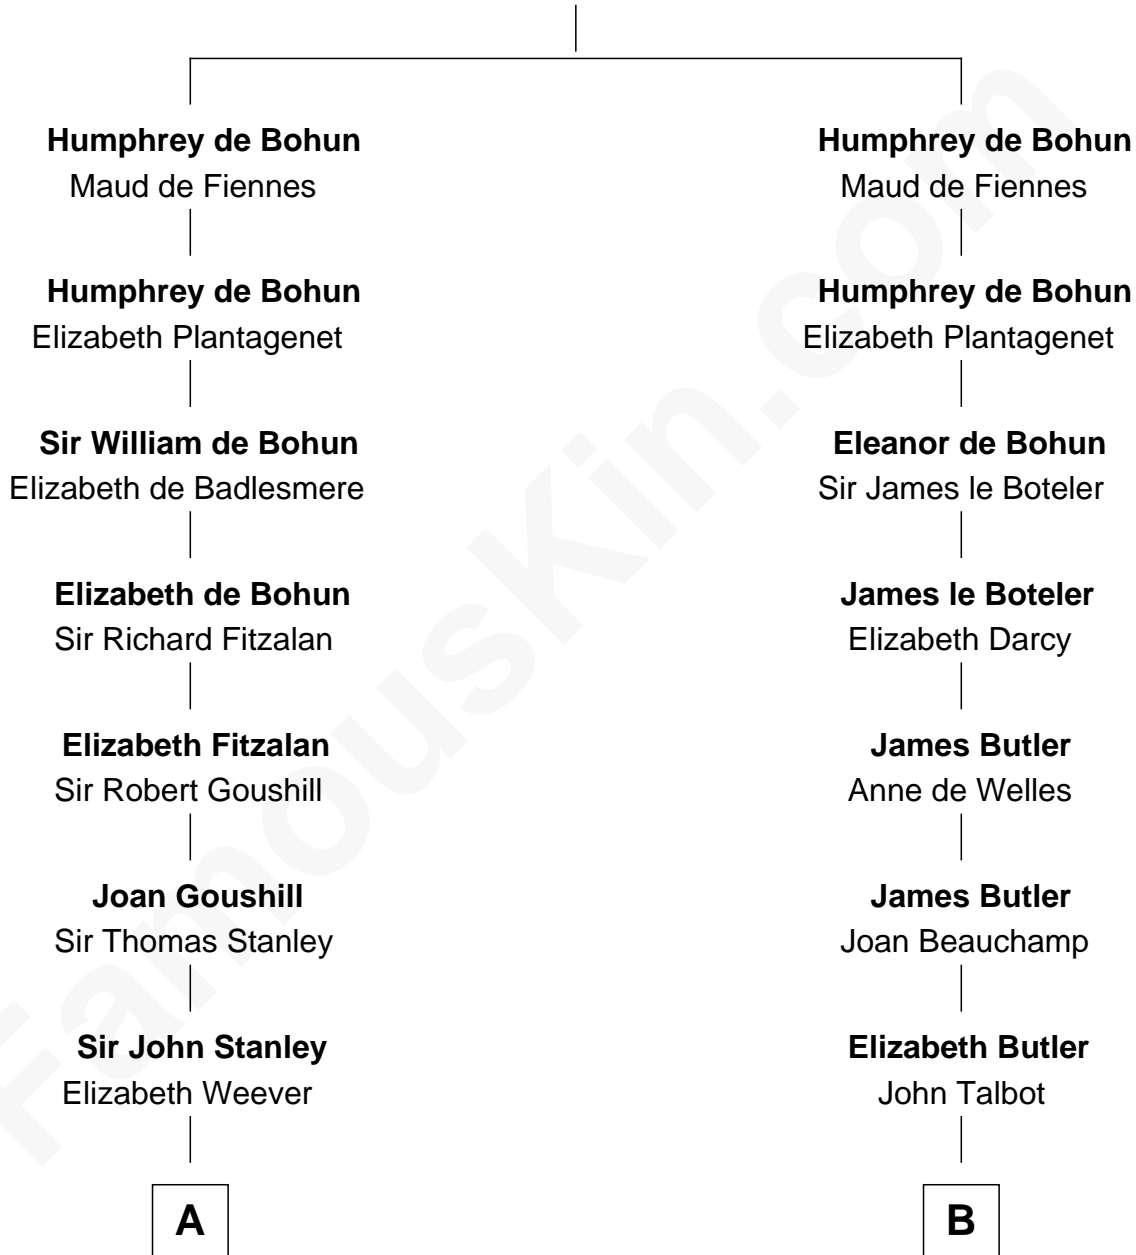 Humphrey de Bohun
Maud de Fiennes
Humphrey de Bohun
Elizabeth Plantagenet
Sir William de Bohun
Elizabeth de Badlesmere
Elizabeth de Bohun
Sir Richard Fitzalan
Elizabeth Fitzalan
Sir Robert Goushill
Joan Goushill
Sir Thomas Stanley
Sir John Stanley
Elizabeth Weever
A
Humphrey de Bohun
Maud de Fiennes
Humphrey de Bohun
Elizabeth Plantagenet
Eleanor de Bohun
Sir James le Boteler
James le Boteler
Elizabeth Darcy
James Butler
Anne de Welles
James Butler
Joan Beauchamp
Elizabeth Butler
John Talbot
B
FamousKin.com